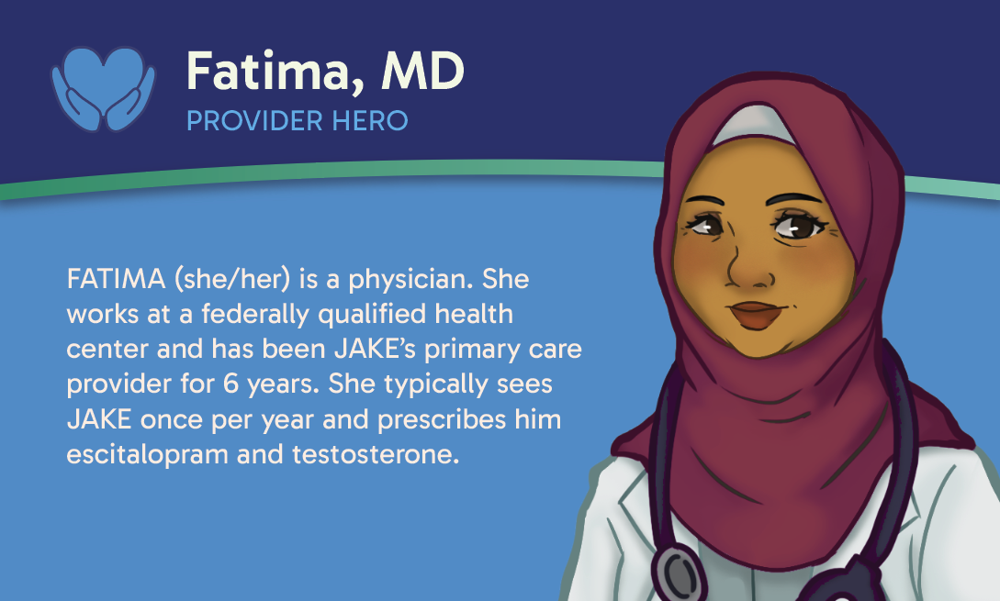 Fatima, MD
PROVIDER HERO
FATIMA (she/her) is a physician. She
works at a federally qualified health
center and has been JAKE’s primary care
provider for 6 years. She typically sees
JAKE once per year and prescribes him
escitalopram and testosterone.